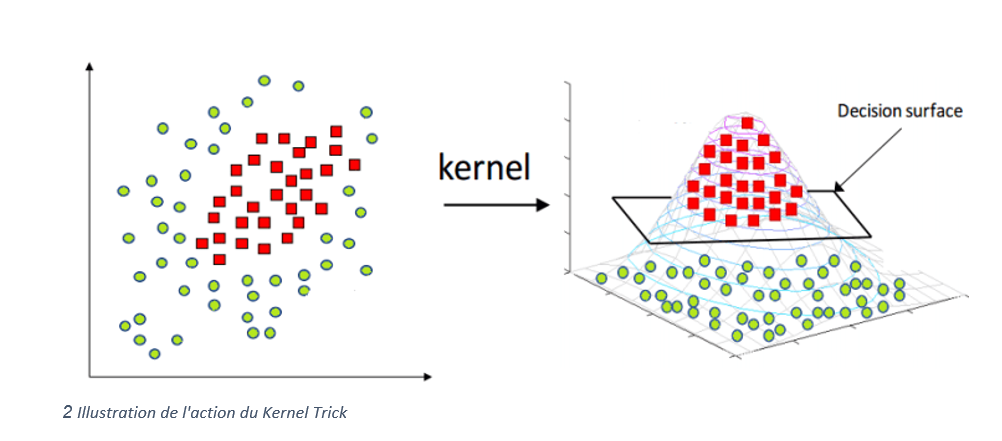 kernel
Decision surface
2 Illustration de l'action du Kernel Trick